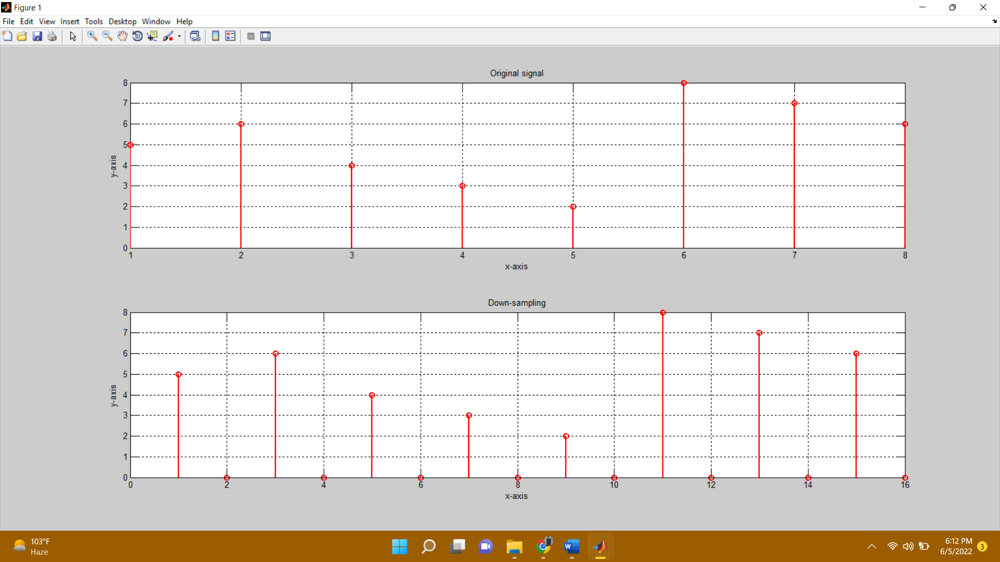 Figure 1
File Edit View Insert Tools Desktop Window Help
Original signal
8
7
6
5
4
3
2
1
0
y-axis
1 2 3 4 5 6 7 8
x-axis
Down-sampling
8
7
6
5
4
3
2
1
0
y-axis
0 2 4 6 8 10 12 14 16
x-axis
103°F
Haze
W
6:12 PM
6/5/2022
3